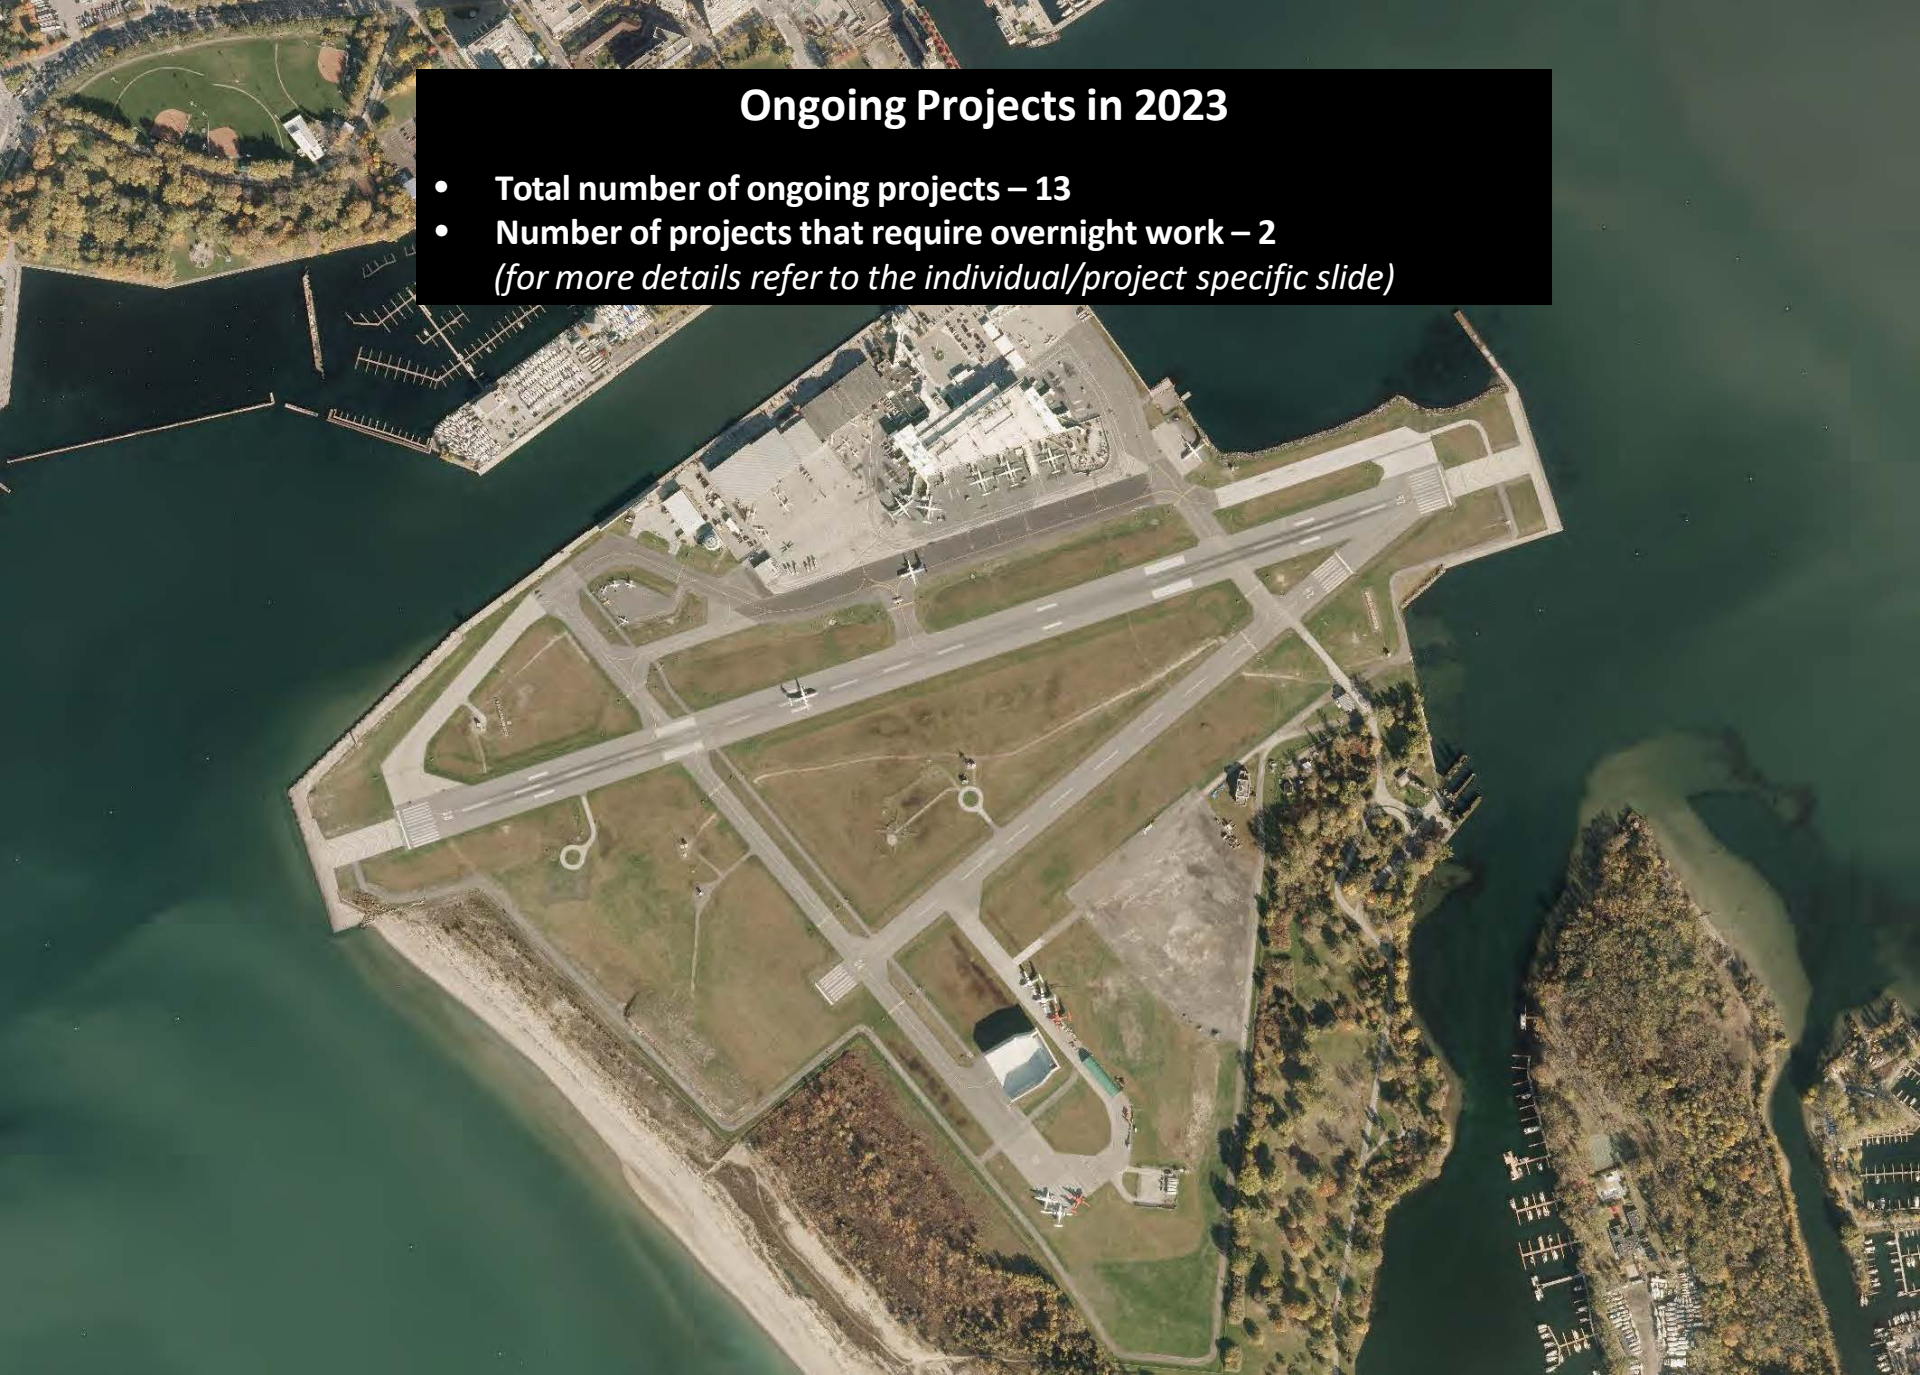 Ongoing Projects in 2023
• Total number of ongoing projects – 13
• Number of projects that require overnight work – 2
(for more details refer to the individual/project specific slide)